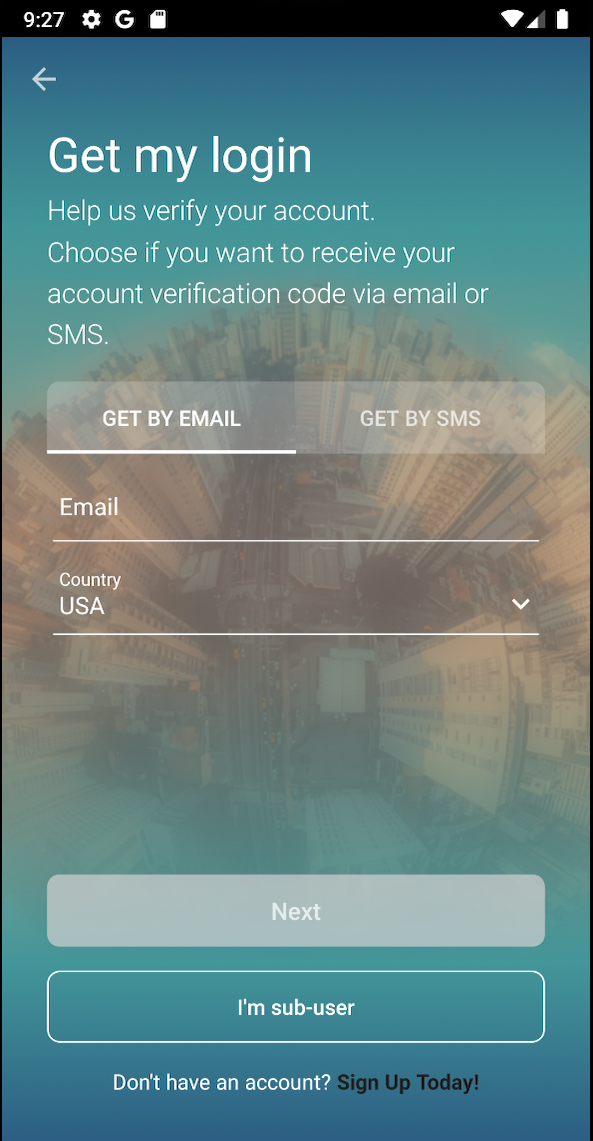 9:27
Get my login
Help us verify your account.
Choose if you want to receive your
account verification code via email or
SMS.
GET BY EMAIL GET BY SMS
Email
Country
USA
Next
I'm sub-user
Don't have an account? Sign Up Today!